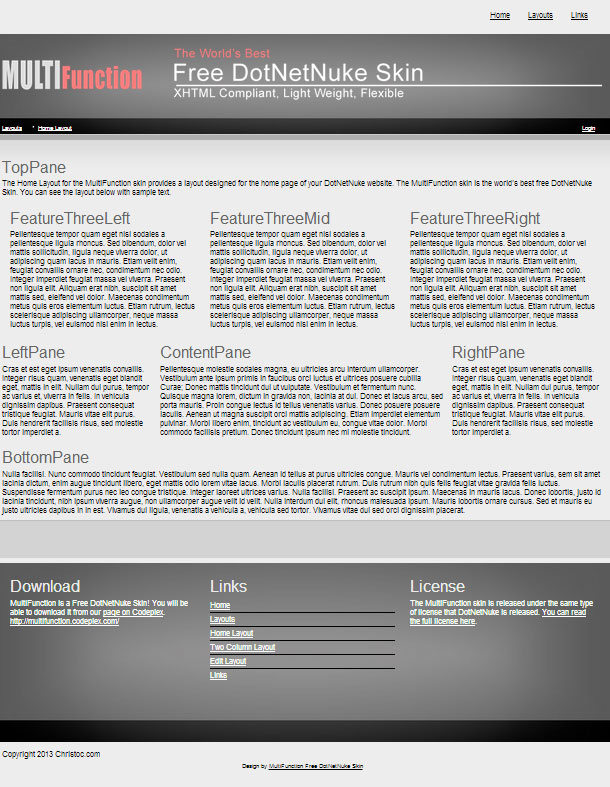 Home Layouts Links
MULTIFunction
The World's Best
Free DotNetNuke Skin
XHTML Compliant, Light Weight, Flexible
Layouts Home Layout Login
TopPane
The Home Layout for the MultiFunction skin provides a layout designed for the home page of your DotNetNuke website. The MultiFunction skin is the world's best free DotNetNuke
Skin. You can see the layout below with sample text.
FeatureThreeLeft
Pellentesque tempor quam eget nisl sodales a
pellentesque ligula rhoncus. Sed bibendum, dolor vel
mattis sollicitudin, ligula neque viverra dolor, ut
adipiscing quam lacus in mauris. Etiam velit enim,
feugiat convallis ornare nec, condimentum nec odio.
Integer imperdiet feugiat massa vel viverra. Praesent
non ligula elit. Aliquam erat nibh, suscipit sit amet
mattis sed, eleifend vel dolor. Maecenas condimentum
metus quis eros elementum luctus. Etiam rutrum, lectus
scelerisque adipiscing ullamcorper, neque massa
luctus turpis, vel euismod nisl enim in lectus.
FeatureThreeMid
Pellentesque tempor quam eget nisl sodales a
pellentesque ligula rhoncus. Sed bibendum, dolor vel
mattis sollicitudin, ligula neque viverra dolor, ut
adipiscing quam lacus in mauris. Etiam velit enim,
feugiat convallis ornare nec, condimentum nec odio.
Integer imperdiet feugiat massa vel viverra. Praesent
non ligula elit. Aliquam erat nibh, suscipit sit amet
mattis sed, eleifend vel dolor. Maecenas condimentum
metus quis eros elementum luctus. Etiam rutrum, lectus
scelerisque adipiscing ullamcorper, neque massa
luctus turpis, vel euismod nisl enim in lectus.
FeatureThreeRight
Pellentesque tempor quam eget nisl sodales a
pellentesque ligula rhoncus. Sed bibendum, dolor vel
mattis sollicitudin, ligula neque viverra dolor, ut
adipiscing quam lacus in mauris. Etiam velit enim,
feugiat convallis ornare nec, condimentum nec odio.
Integer imperdiet feugiat massa vel viverra. Praesent
non ligula elit. Aliquam erat nibh, suscipit sit amet
mattis sed, eleifend vel dolor. Maecenas condimentum
metus quis eros elementum luctus. Etiam rutrum, lectus
scelerisque adipiscing ullamcorper, neque massa
luctus turpis, vel euismod nisl enim in lectus.
LeftPane
Cras et est eget ipsum venenatis convallis.
Integer risus quam, venenatis eget blandit
eget, mattis in elit. Nullam dui purus, tempor
ac varius et, viverra in felis. In vehicula
dignissim dapibus. Praesent consequat
tristique feugiat. Mauris vitae elit purus.
Duis hendrerit facilisis risus, sed molestie
tortor imperdiet a.
ContentPane
Pellentesque molestie sodales magna, eu ultricies arcu interdum ullamcorper.
Vestibulum ante ipsum primis in faucibus orci luctus et ultrices posuere cubilia
Curae; Donec mattis tincidunt dui ut vulputate. Vestibulum et fermentum nunc.
Quisque magna lorem, dictum in gravida non, lacinia at dui. Donec et lacus arcu, sed
porta mauris. Proin congue lectus id tellus venenatis varius. Donec posuere posuere
iaculis. Aenean ut magna suscipit orci mattis adipiscing. Etiam imperdiet elementum
pulvinar. Morbi libero enim, tincidunt ac vestibulum eu, congue vitae dolor. Morbi
commodo facilisis pretium. Donec tincidunt ipsum nec mi molestie tincidunt.
RightPane
Cras et est eget ipsum venenatis convallis.
Integer risus quam, venenatis eget blandit
eget, mattis in elit. Nullam dui purus, tempor
ac varius et, viverra in felis. In vehicula
dignissim dapibus. Praesent consequat
tristique feugiat. Mauris vitae elit purus.
Duis hendrerit facilisis risus, sed molestie
tortor imperdiet a.
BottomPane
Nulla facilisi. Nunc commodo tincidunt feugiat. Vestibulum sed nulla quam. Aenean id tellus at purus ultricies congue. Mauris vel condimentum lectus. Praesent varius, sem sit amet
lacinia dictum, enim augue tincidunt libero, eget mattis odio lorem vitae lacus. Morbi iaculis placerat rutrum. Duis rutrum nibh quis felis feugiat vitae gravida felis luctus.
Suspendisse fermentum purus nec leo congue tristique. Integer laoreet ultrices varius. Nulla facilisi. Praesent ac suscipit ipsum. Maecenas in mauris lacus. Donec lobortis, justo id
lacinia tincidunt, nibh ipsum viverra augue, non ullamcorper augue velit id velit. Nulla interdum dui elit, rhoncus malesuada ipsum. Mauris lobortis ornare cursus. Sed et mauris eu
justo ultricies dapibus in in est. Vivamus dui ligula, venenatis a vehicula a, vehicula sed tortor. Vivamus vitae dui sed orci dignissim placerat.
Download
MultiFunction is a Free DotNetNuke Skin! You will be
able to download it from our page on Codeplex.
http://multifunction.codeplex.com/
Links
Home
Layouts
Home Layout
Two Column Layout
Edit Layout
Links
License
The MultiFunction skin is released under the same type
of license that DotNetNuke is released. You can read
the full license here.
Copyright 2013 Christoc.com
Design by MultiFunction Free DotNetNuke Skin